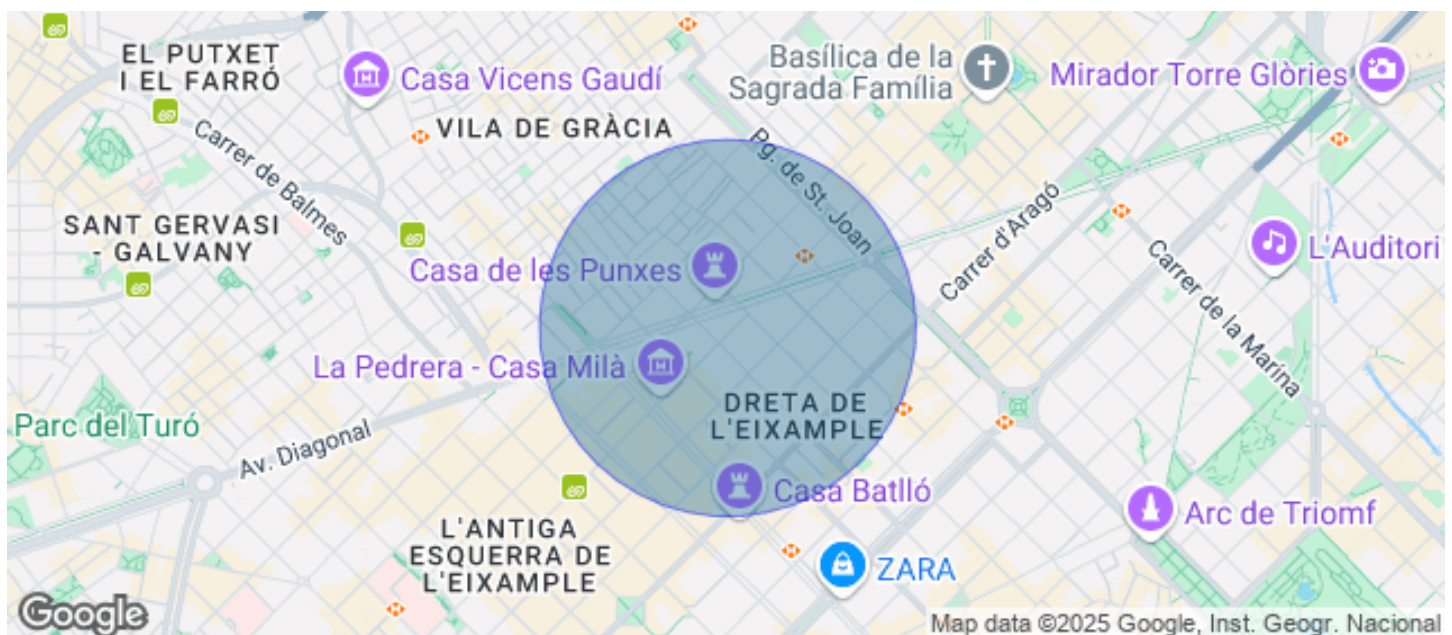 EL PUTXET
I EL FARRÓ
Casa Vicens Gaudí
Basílica de la
Sagrada Família
Mirador Torre Glòries
VILA DE GRÀCIA
Carrer de Balmes
Pg. de St. Joan
SANT GERVASI
- GALVANY
Carrer d'Aragó
L'Auditori
Casa de les Punxes
Carrer de la Marina
La Pedrera - Casa Milà
DRETA DE
L'EIXAMPLE
Parc del Turó
Av. Diagonal
Casa Batlló
Arc de Triomf
L'ANTIGA
ESQUERRA DE
L'EIXAMPLE
ZARA
Google
Map data ©2025 Google, Inst. Geogr. Nacional